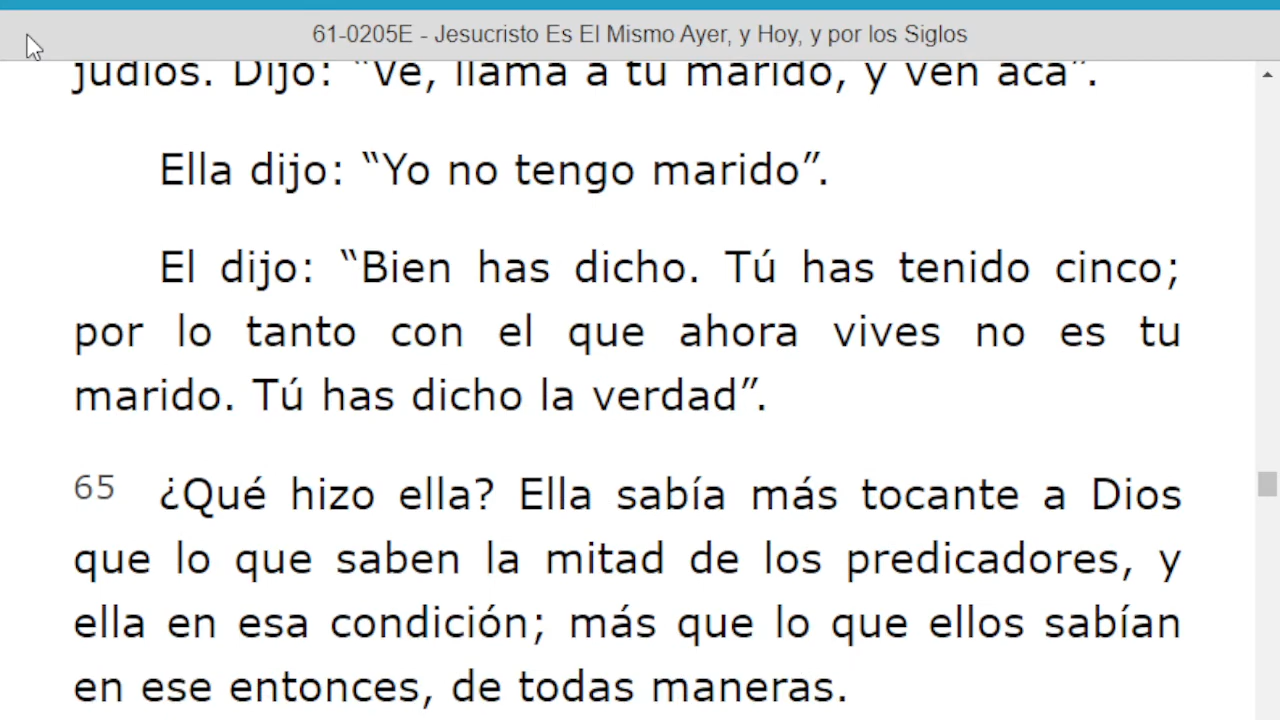 61-0205E - Jesucristo Es El Mismo Ayer, y Hoy, y por los Siglos
judíos. Dijo: “Ve, llama a tu marido, y ven acá”.
Ella dijo: “Yo no tengo marido”.
El dijo: “Bien has dicho. Tú has tenido cinco;
por lo tanto con el que ahora vives no es tu
marido. Tú has dicho la verdad”.
65 ¿Qué hizo ella? Ella sabía más tocante a Dios
que lo que saben la mitad de los predicadores, y
ella en esa condición; más que lo que ellos sabían
en ese entonces, de todas maneras.